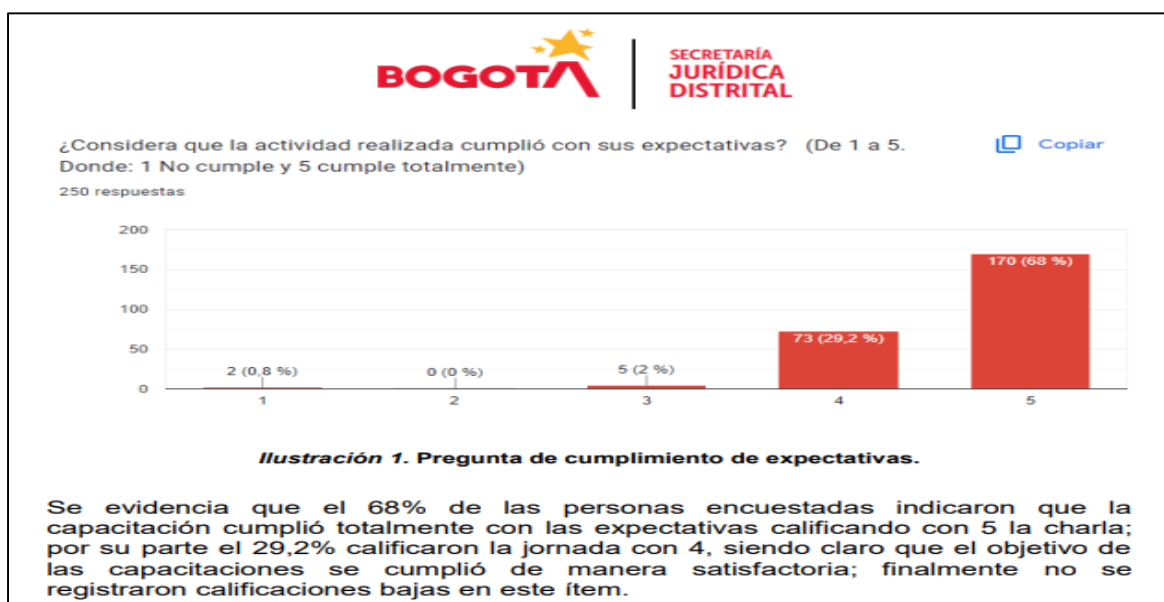 BOGOTA
SECRETARÍA
JURÍDICA
DISTRITAL
¿Considera que la actividad realizada cumplió con sus expectativas? (De 1 a 5.
Donde: 1 No cumple y 5 cumple totalmente)
Copiar
250 respuestas
200
150
100
50
0
2 (0,8 %)
0 (0 %)
5 (2 %)
73 (29,2 %)
170 (68 %)
1 2 3 4 5
Ilustración 1. Pregunta de cumplimiento de expectativas.
Se evidencia que el 68% de las personas encuestadas indicaron que la
capacitación cumplió totalmente con las expectativas calificando con 5 la charla;
por su parte el 29,2% calificaron la jornada con 4, siendo claro que el objetivo de
las capacitaciones se cumplió de manera satisfactoria; finalmente no se
registraron calificaciones bajas en este ítem.